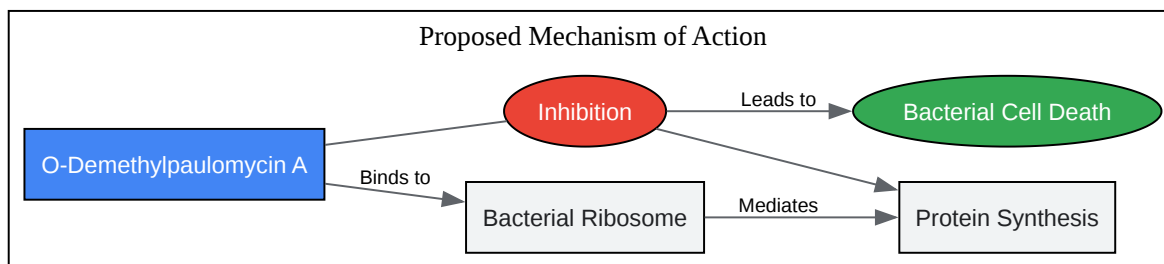 Proposed Mechanism of Action
Inhibition
Leads to
Bacterial Cell Death
O-Demethylpaulomycin A
Binds to
Bacterial Ribosome
Mediates
Protein Synthesis